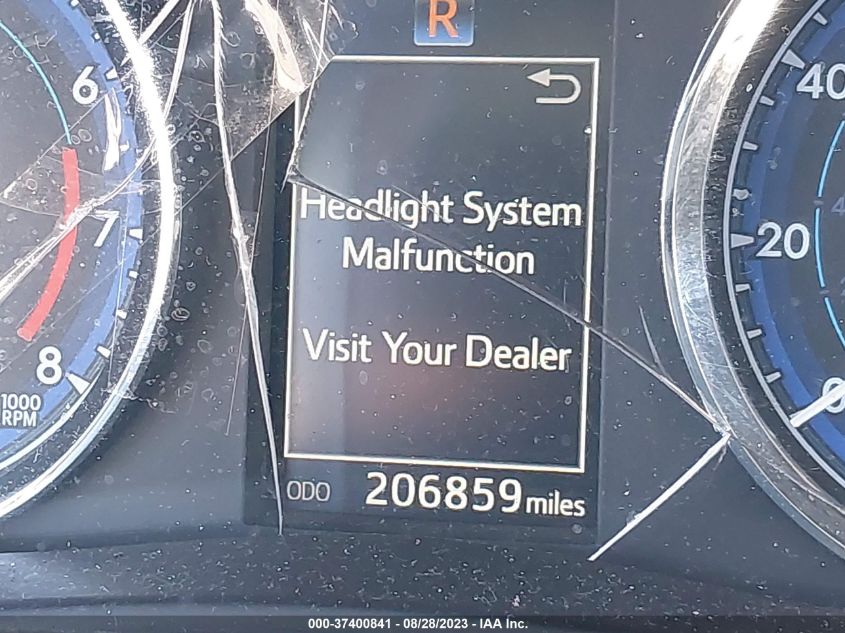 R
6
7
8
1000
RPM
Headlight System
Malfunction
Visit Your Dealer
ODO 206859 miles
40
20
0
000-37400841 / 08/28/2023 / IAA Inc.